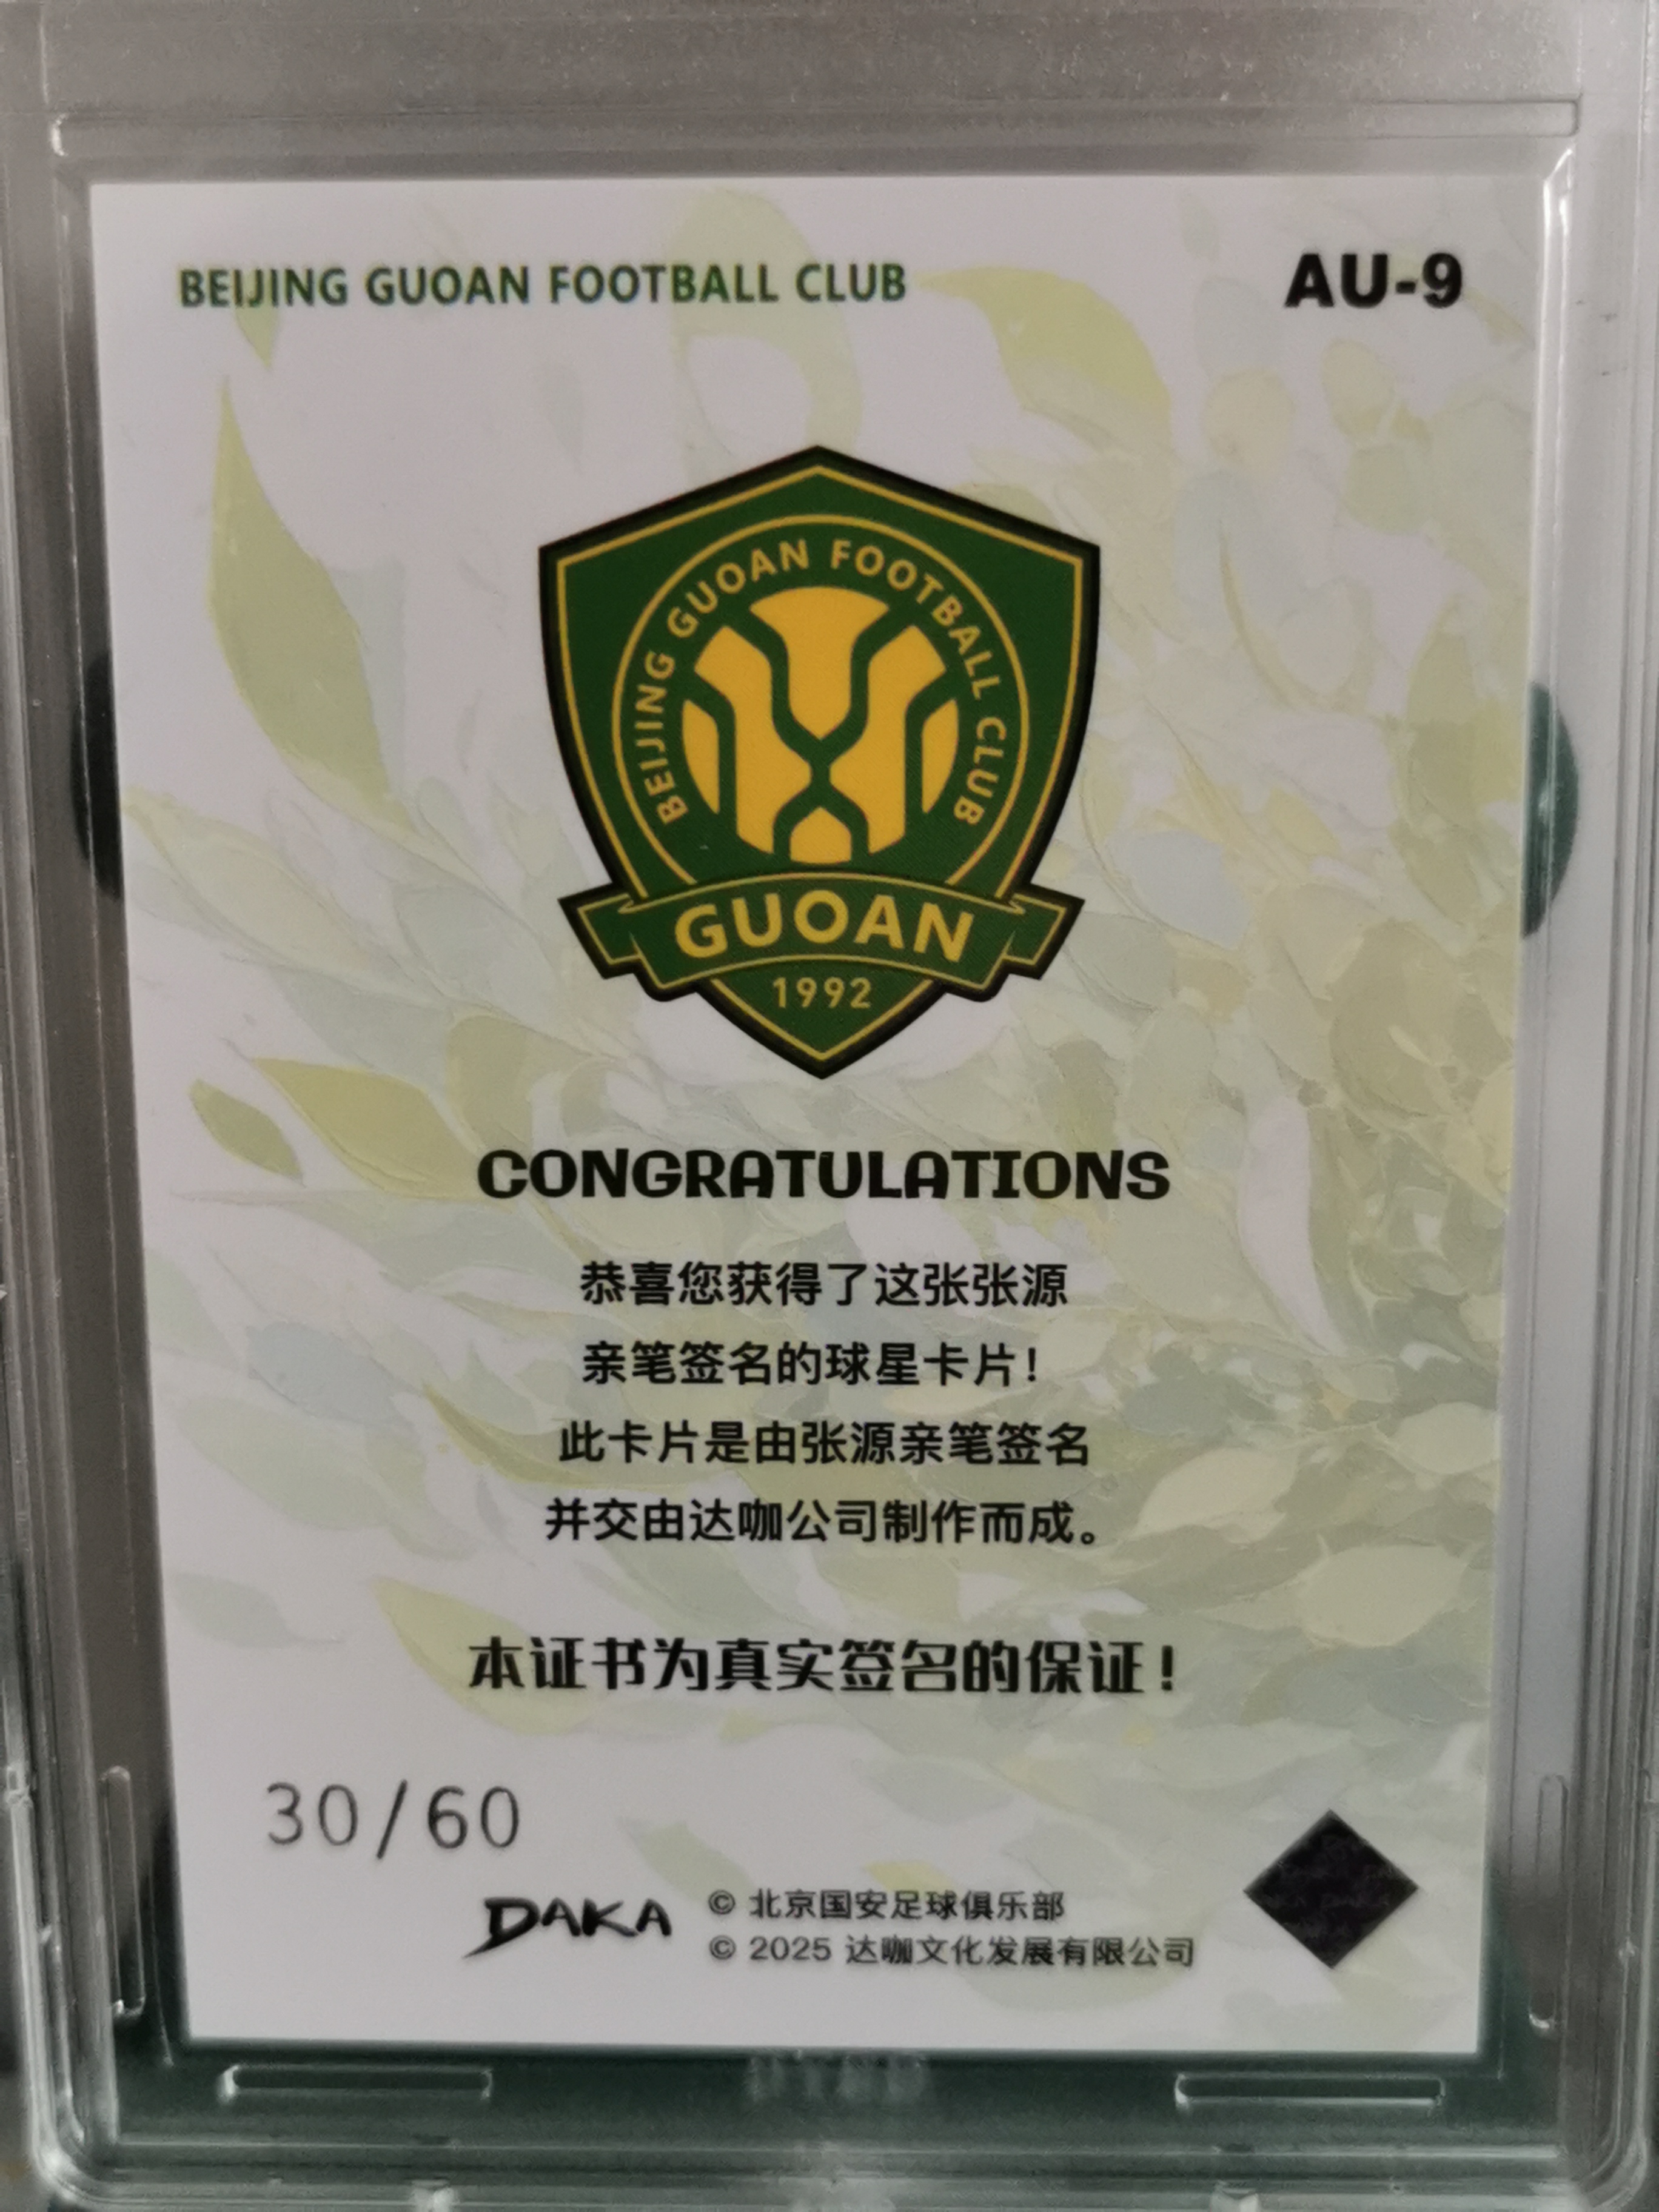 BEIJING GUOAN FOOTBALL CLUB
AU-9
BEIJING GUOAN FOOTBALL CLUB
GUOAN
1992
CONGRATULATIONS
恭喜您获得了这张张源
亲笔签名的球星卡片！
此卡片是由张源亲笔签名
并交由达咖公司制作而成。
本证书为真实签名的保证！
30/60
DAKA
© 北京国安足球俱乐部
© 2025 达咖文化发展有限公司